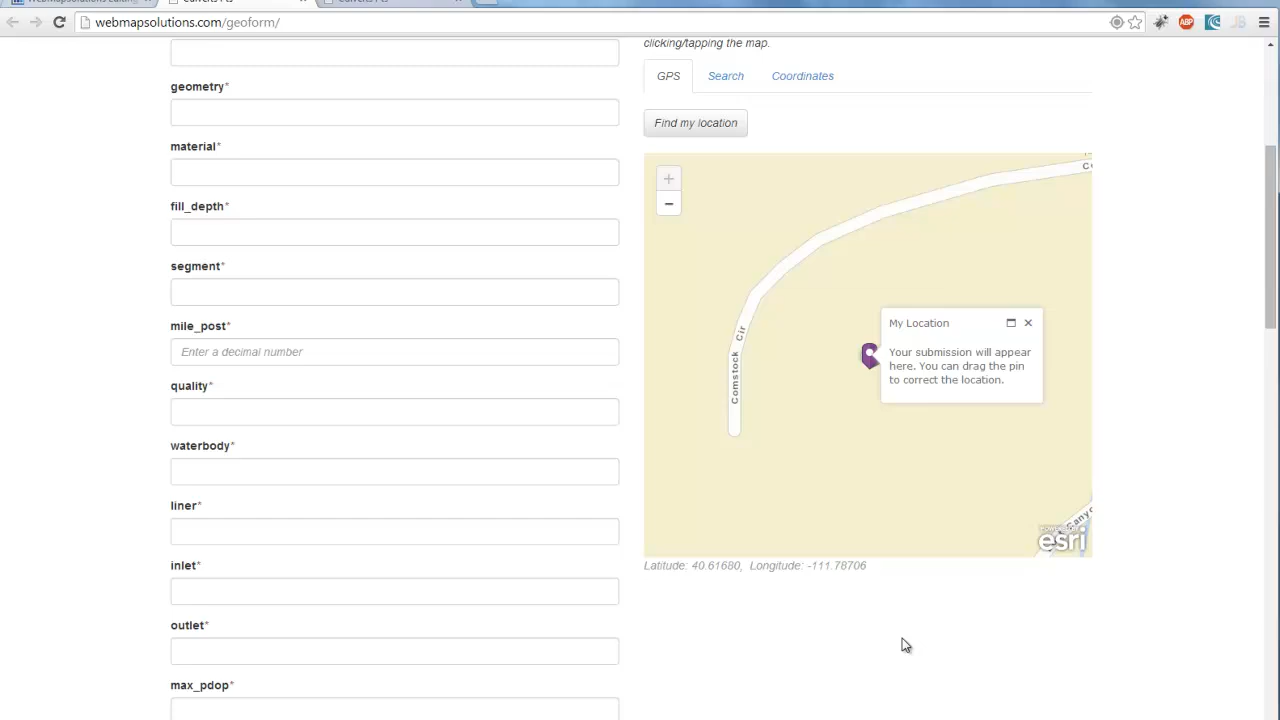 webmapsolutions.com/geoform/
ABP
clicking/tapping the map.
GPS
Search
Coordinates
Find my location
geometry*
material*
fill_depth*
segment*
mile_post*
Enter a decimal number
quality*
waterbody*
liner*
inlet*
outlet*
max_pdop*
+
−
Comstock Cir
My Location
Your submission will appear
here. You can drag the pin
to correct the location.
esri
Latitude: 40.61680, Longitude: -111.78706